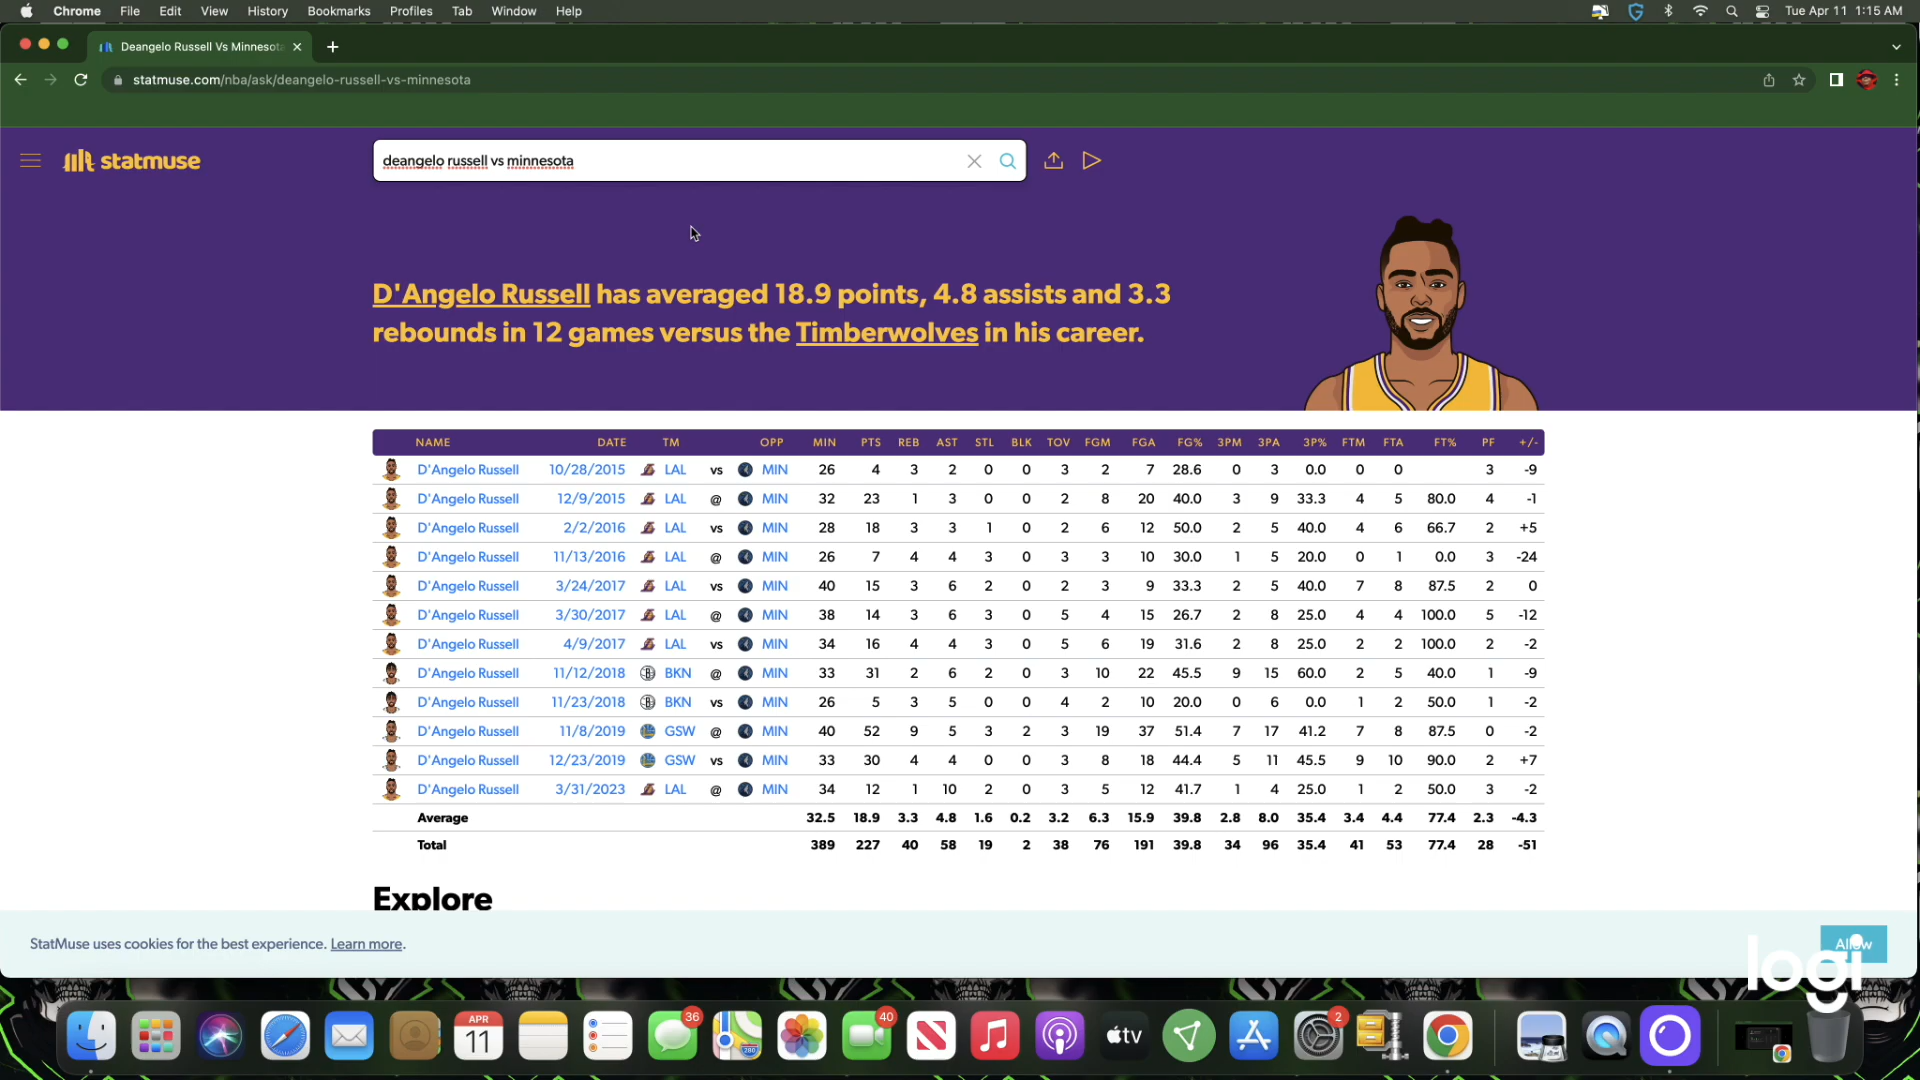 Chrome File Edit View History Bookmarks Profiles Tab Window Help Tue Apr 11 1:15 AM
Deangelo Russell Vs Minnesot
statmuse.com/nba/ask/deangelo-russell-vs-minnesota
statmuse
deangelo russell vs minnesota
D'Angelo Russell has averaged 18.9 points, 4.8 assists and 3.3
rebounds in 12 games versus the Timberwolves in his career.
NAME DATE TM OPP MIN PTS REB AST STL BLK TOV FGM FGA FG% 3PM 3PA 3P% FTM FTA FT% PF +/-
D'Angelo Russell 10/28/2015 LAL vs MIN 26 4 3 2 0 0 3 2 7 28.6 0 3 0.0 0 0 3 -9
D'Angelo Russell 12/9/2015 LAL @ MIN 32 23 1 3 0 0 2 8 20 40.0 3 9 33.3 4 5 80.0 4 -1
D'Angelo Russell 2/2/2016 LAL vs MIN 28 18 3 3 1 0 2 6 12 50.0 2 5 40.0 4 6 66.7 2 +5
D'Angelo Russell 11/13/2016 LAL @ MIN 26 7 4 4 3 0 3 3 10 30.0 1 5 20.0 0 1 0.0 3 -24
D'Angelo Russell 3/24/2017 LAL vs MIN 40 15 3 6 2 0 2 3 9 33.3 2 5 40.0 7 8 87.5 2 0
D'Angelo Russell 3/30/2017 LAL @ MIN 38 14 3 6 3 0 5 4 15 26.7 2 8 25.0 4 4 100.0 5 -12
D'Angelo Russell 4/9/2017 LAL vs MIN 34 16 4 4 3 0 5 6 19 31.6 2 8 25.0 2 2 100.0 2 -2
D'Angelo Russell 11/12/2018 BKN @ MIN 33 31 2 6 2 0 3 10 22 45.5 9 15 60.0 2 5 40.0 1 -9
D'Angelo Russell 11/23/2018 BKN vs MIN 26 5 3 5 0 0 4 2 10 20.0 0 6 0.0 1 2 50.0 1 -2
D'Angelo Russell 11/8/2019 GSW @ MIN 40 52 9 5 3 2 3 19 37 51.4 7 17 41.2 7 8 87.5 0 -2
D'Angelo Russell 12/23/2019 GSW vs MIN 33 30 4 4 0 0 3 8 18 44.4 5 11 45.5 9 10 90.0 2 +7
D'Angelo Russell 3/31/2023 LAL @ MIN 34 12 1 10 2 0 3 5 12 41.7 1 4 25.0 1 2 50.0 3 -2
Average 32.5 18.9 3.3 4.8 1.6 0.2 3.2 6.3 15.9 39.8 2.8 8.0 35.4 3.4 4.4 77.4 2.3 -4.3
Total 389 227 40 58 19 2 38 76 191 39.8 34 96 35.4 41 53 77.4 28 -51
Explore
StatMuse uses cookies for the best experience. Learn more.
Allow
logi
APR
11
36
280
40
tv
2